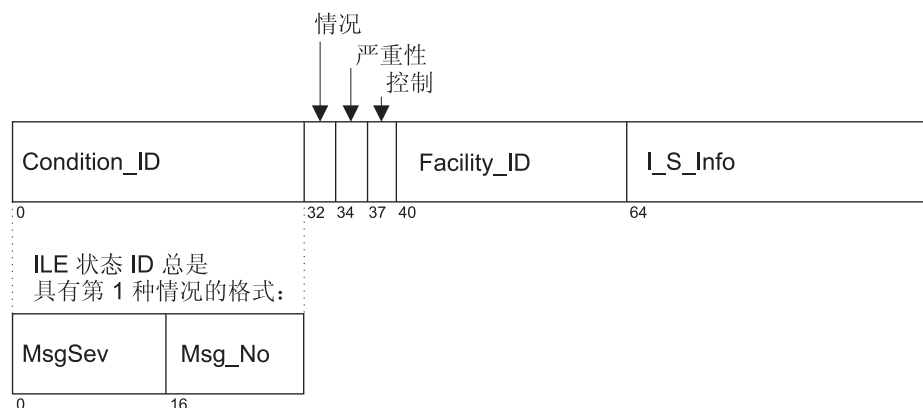 情况
严重性
控制
Condition_ID
Facility_ID
I_S_Info
0
32
34
37
40
64
ILE 状态 ID 总是
具有第 1 种情况的格式：
MsgSev
Msg_No
0
16